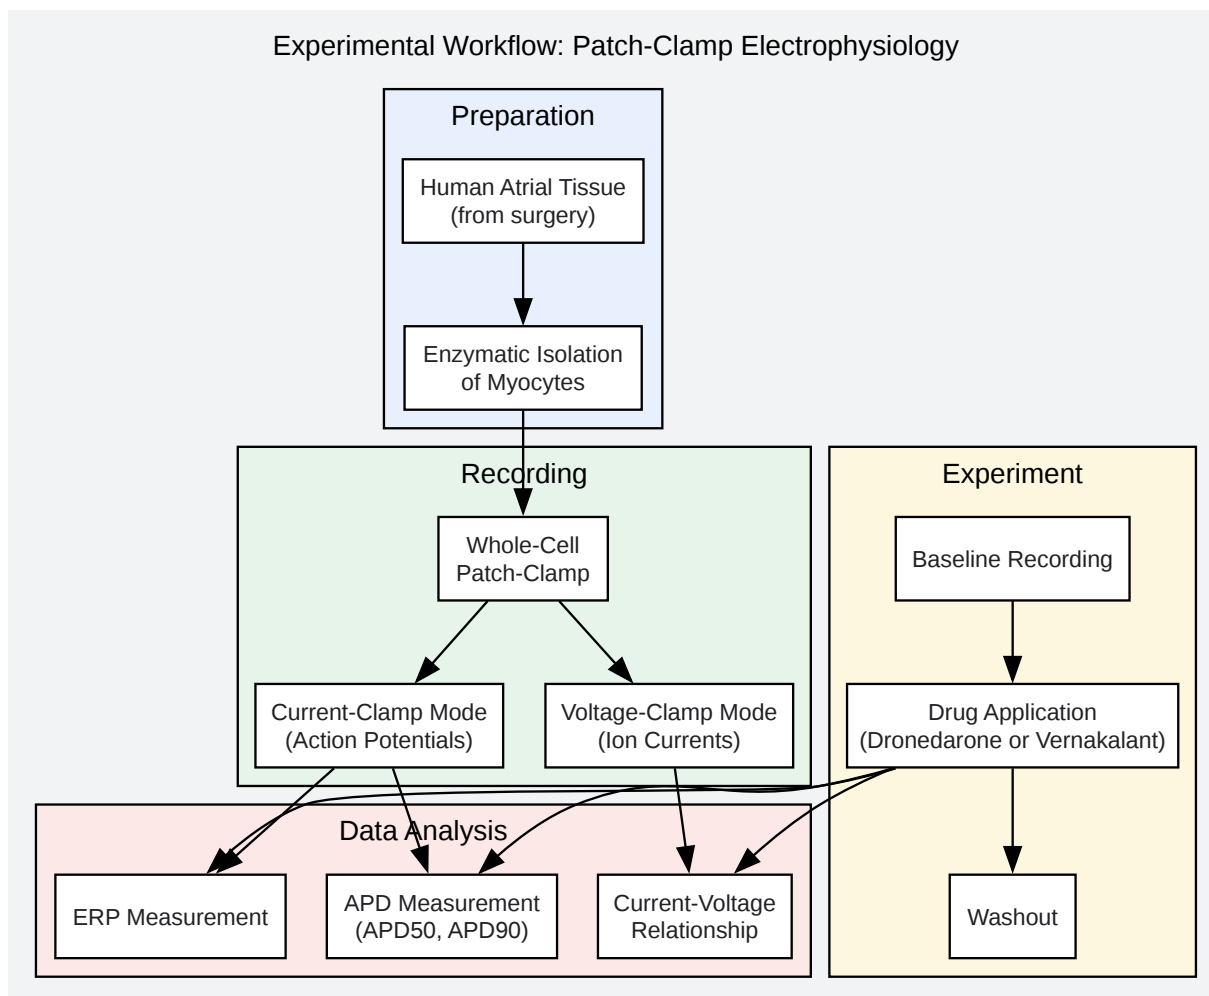 Experimental Workflow: Patch-Clamp Electrophysiology
Preparation
Human Atrial Tissue
(from surgery)
Enzymatic Isolation
of Myocytes
Recording
Whole-Cell
Patch-Clamp
Current-Clamp Mode
(Action Potentials)
Voltage-Clamp Mode
(Ion Currents)
Experiment
Baseline Recording
Drug Application
(Dronedarone or Vernakalant)
Washout
Data Analysis
ERP Measurement
APD Measurement
(APD50, APD90)
Current-Voltage
Relationship